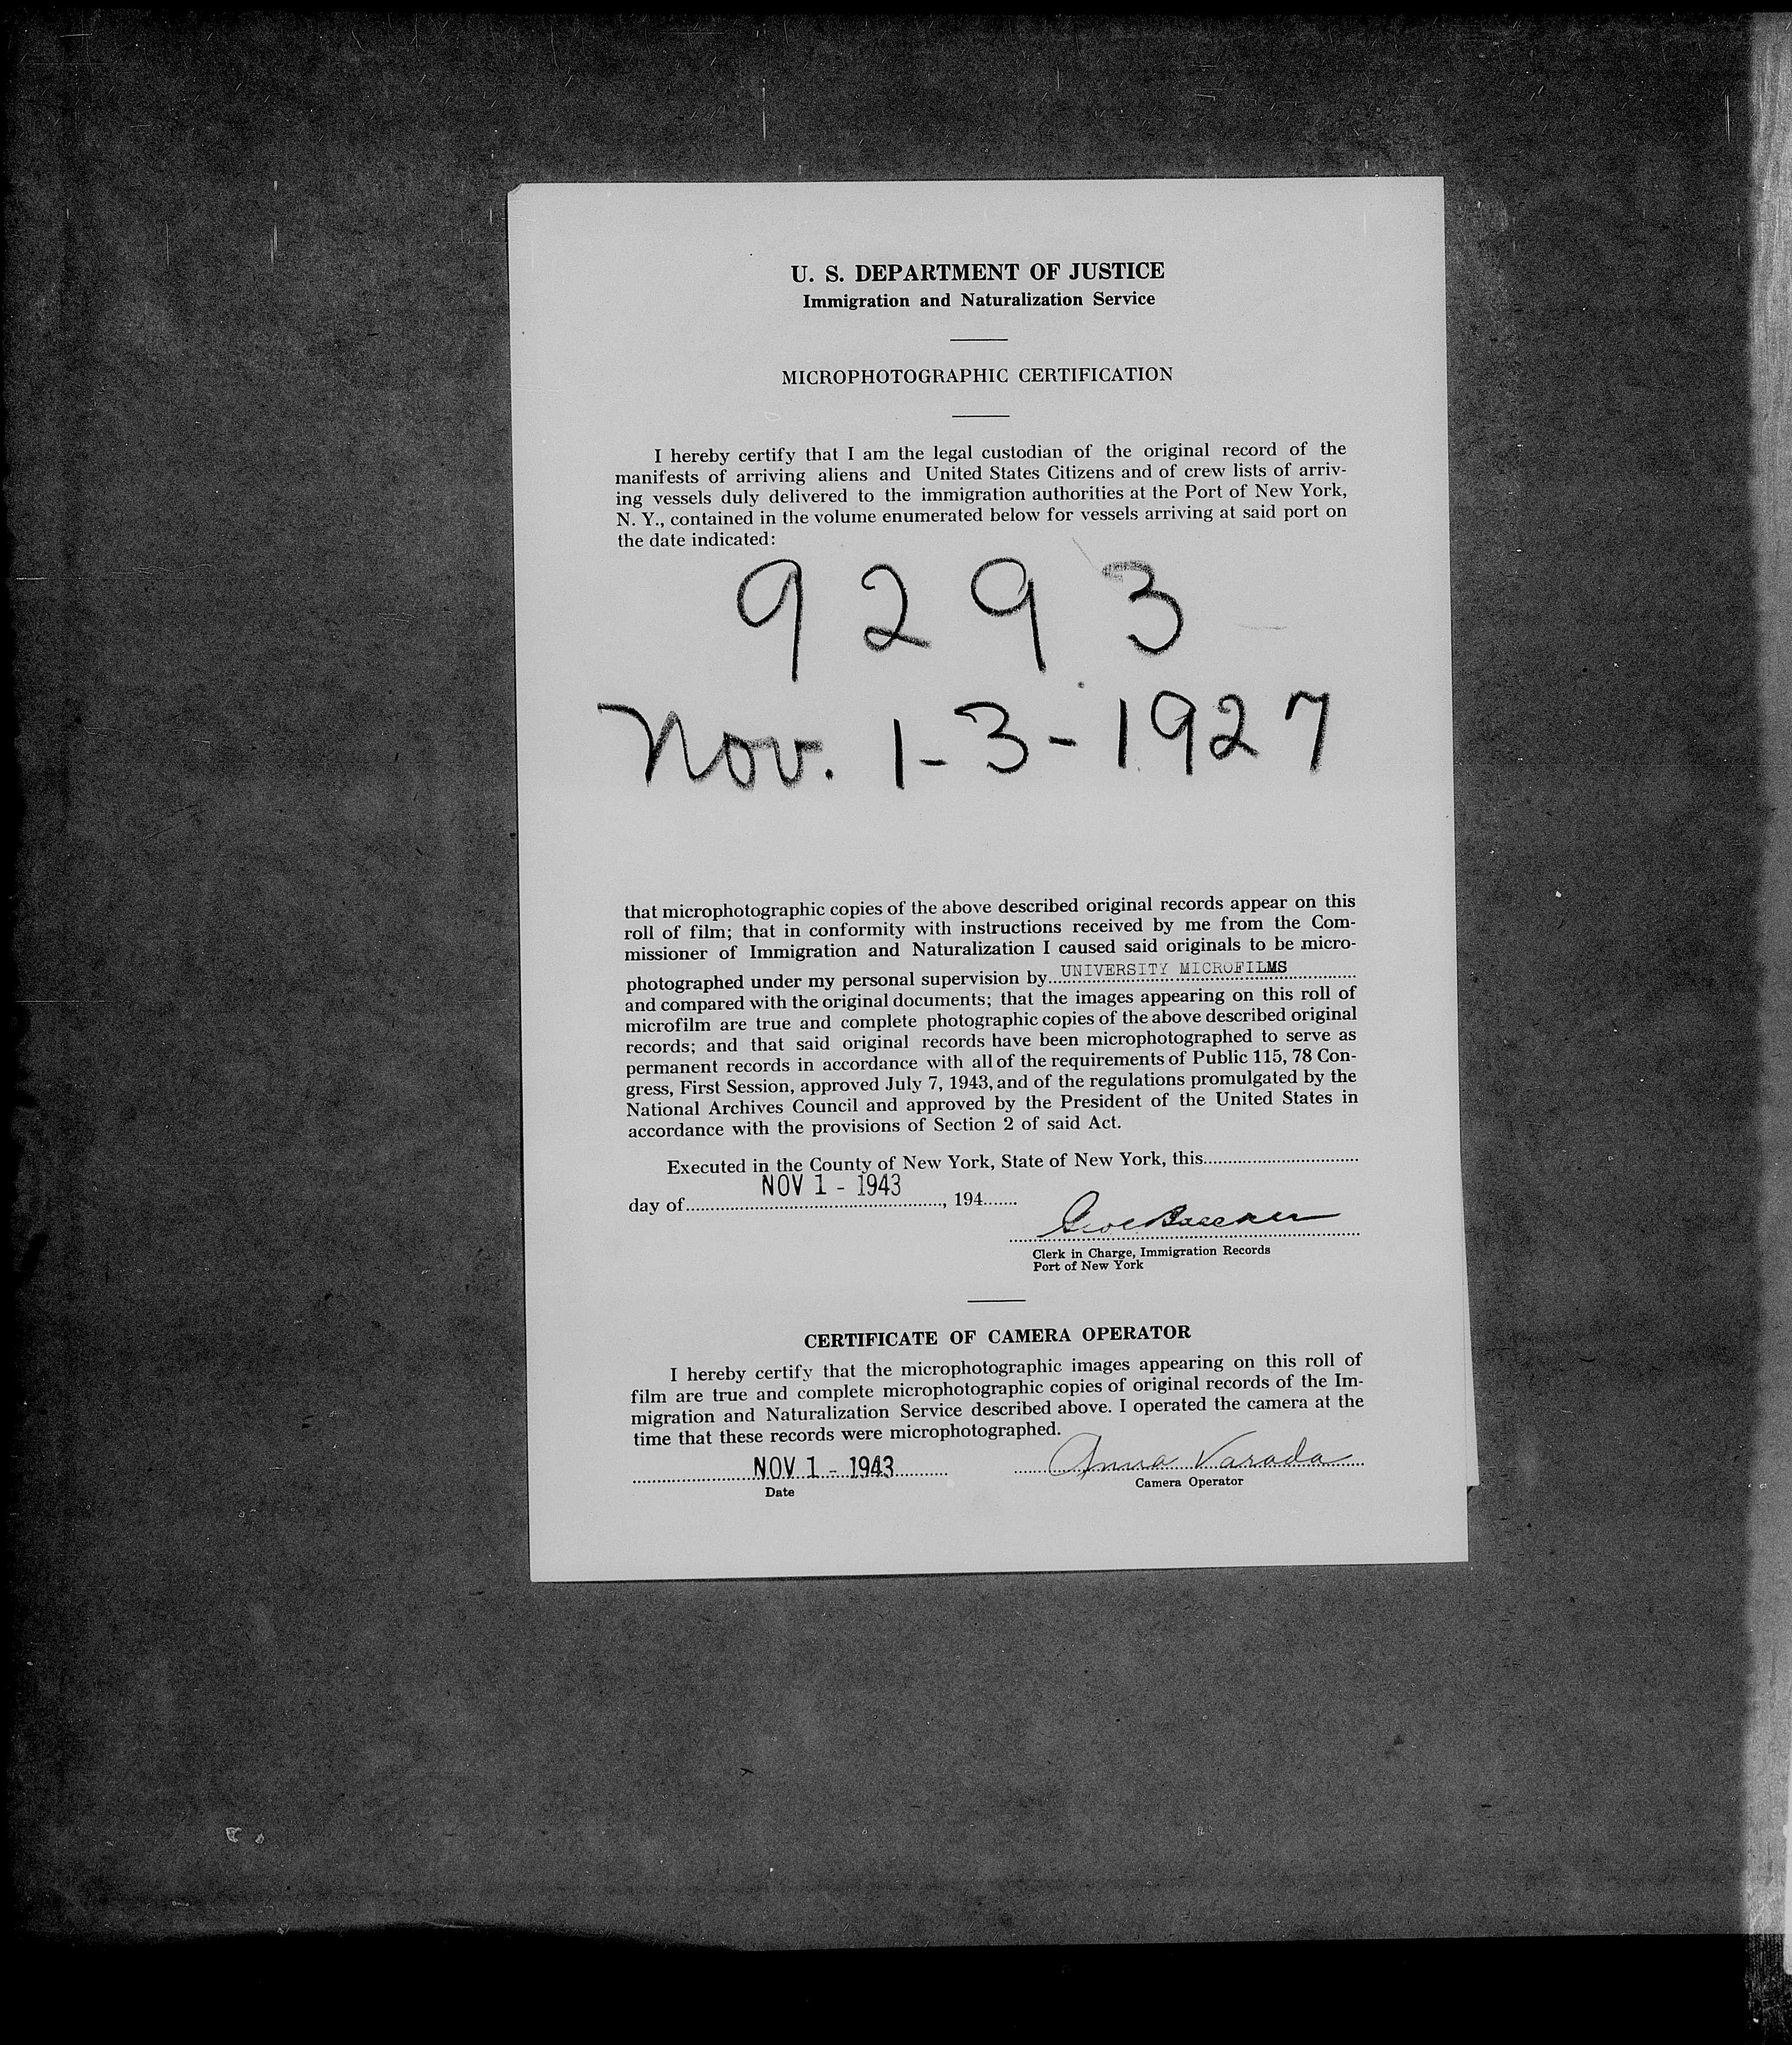 U. S. DEPARTMENT OF JUSTICE
Immigration and Naturalization Service
MICROPHOTOGRAPHIC CERTIFICATION
I hereby certify that I am the legal custodian of the original record of the
manifests of arriving aliens and United States Citizens and of crew lists of arriv-
ing vessels duly delivered to the immigration authorities at the Port of New York,
N. Y., contained in the volume enumerated below for vessels arriving at said port on
the date indicated:
9293
Nov. 1-3-1927
that microphotographic copies of the above described original records appear on this
roll of film; that in conformity with instructions received by me from the Com-
missioner of Immigration and Naturalization I caused said originals to be micro-
photographed under my personal supervision by UNIVERSITY MICROFILMS
and compared with the original documents; that the images appearing on this roll of
microfilm are true and complete photographic copies of the above described original
records; and that said original records have been microphotographed to serve as
permanent records in accordance with all of the requirements of Public 115, 78 Con-
gress, First Session, approved July 7, 1943, and of the regulations promulgated by the
National Archives Council and approved by the President of the United States in
accordance with the provisions of Section 2 of said Act.
Executed in the County of New York, State of New York, this
day of NOV 1 - 1943, 194
Clerk in Charge, Immigration Records
Port of New York
CERTIFICATE OF CAMERA OPERATOR
I hereby certify that the microphotographic images appearing on this roll of
film are true and complete microphotographic copies of original records of the Im-
migration and Naturalization Service described above. I operated the camera at the
time that these records were microphotographed.
NOV 1 - 1943 Anna Varada
Date Camera Operator